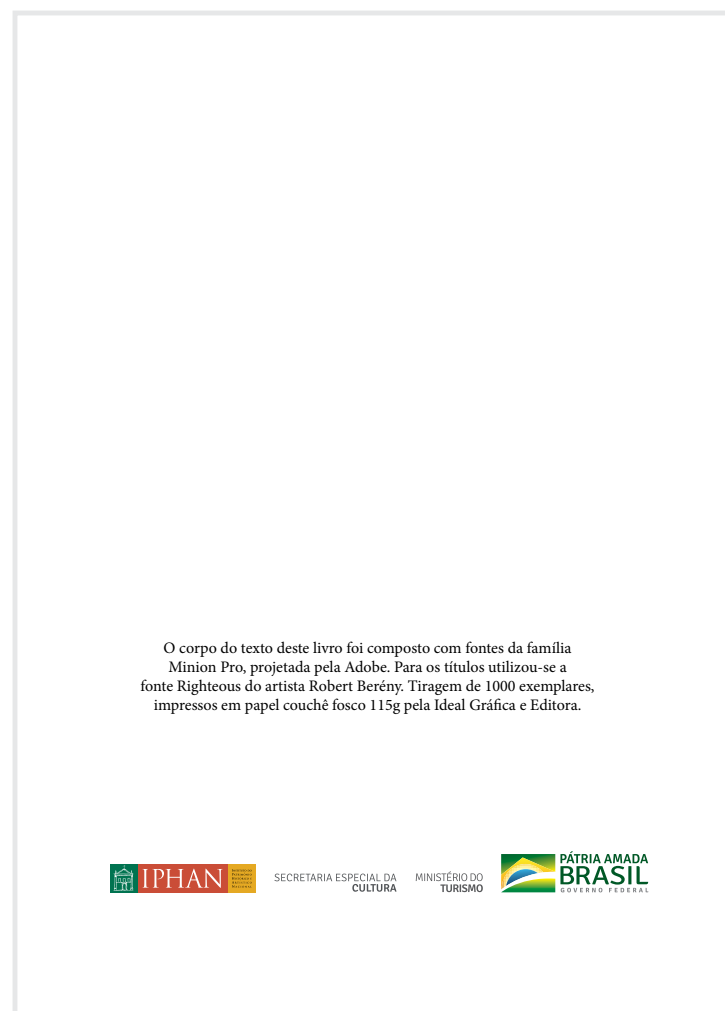 O corpo do texto deste livro foi composto com fontes da família
Minion Pro, projetada pela Adobe. Para os títulos utilizou-se a
fonte Righteous do artista Robert Berény. Tiragem de 1000 exemplares,
impressos em papel couchê fosco 115g pela Ideal Gráfica e Editora.
IPHAN
SECRETARIA ESPECIAL DA
CULTURA
MINISTÉRIO DO
TURISMO
PÁTRIA AMADA
BRASIL
GOVERNO FEDERAL